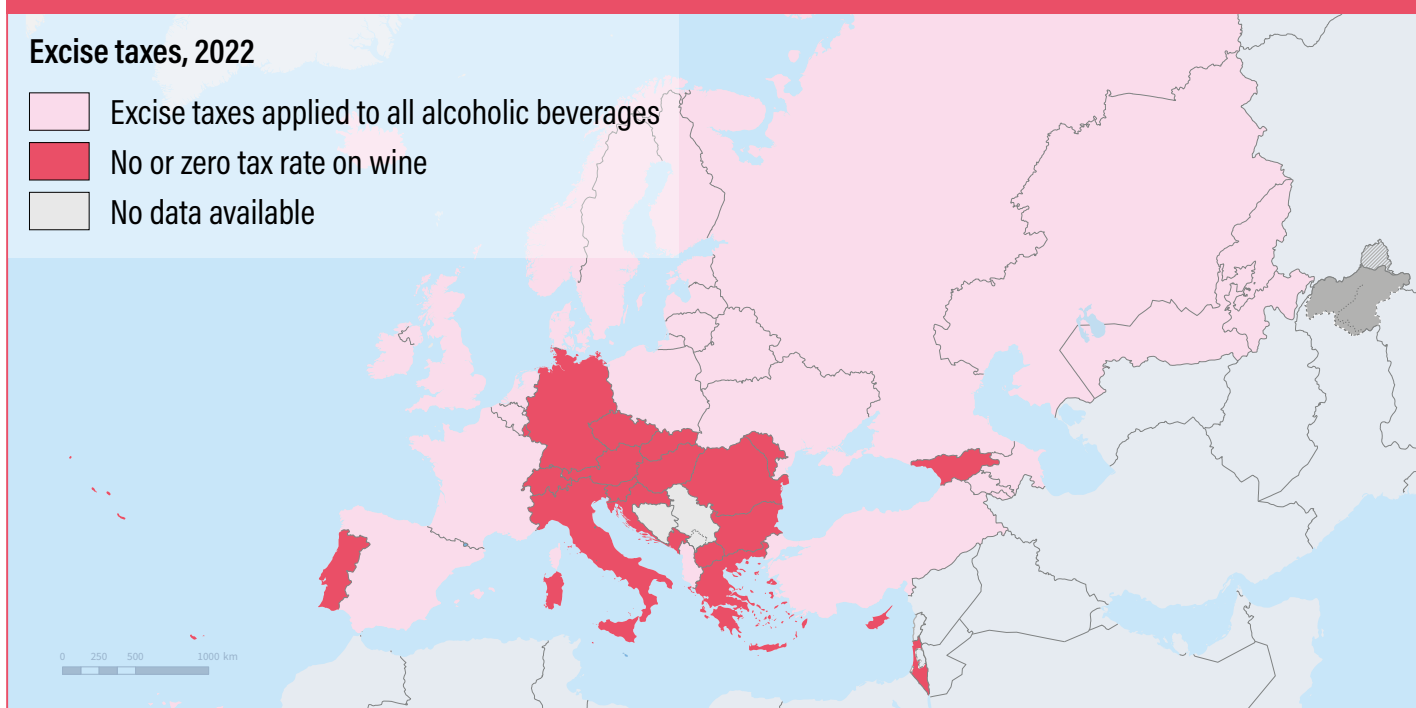 Excise taxes, 2022
Excise taxes applied to all alcoholic beverages
No or zero tax rate on wine
No data available
0 250 500 1000 km